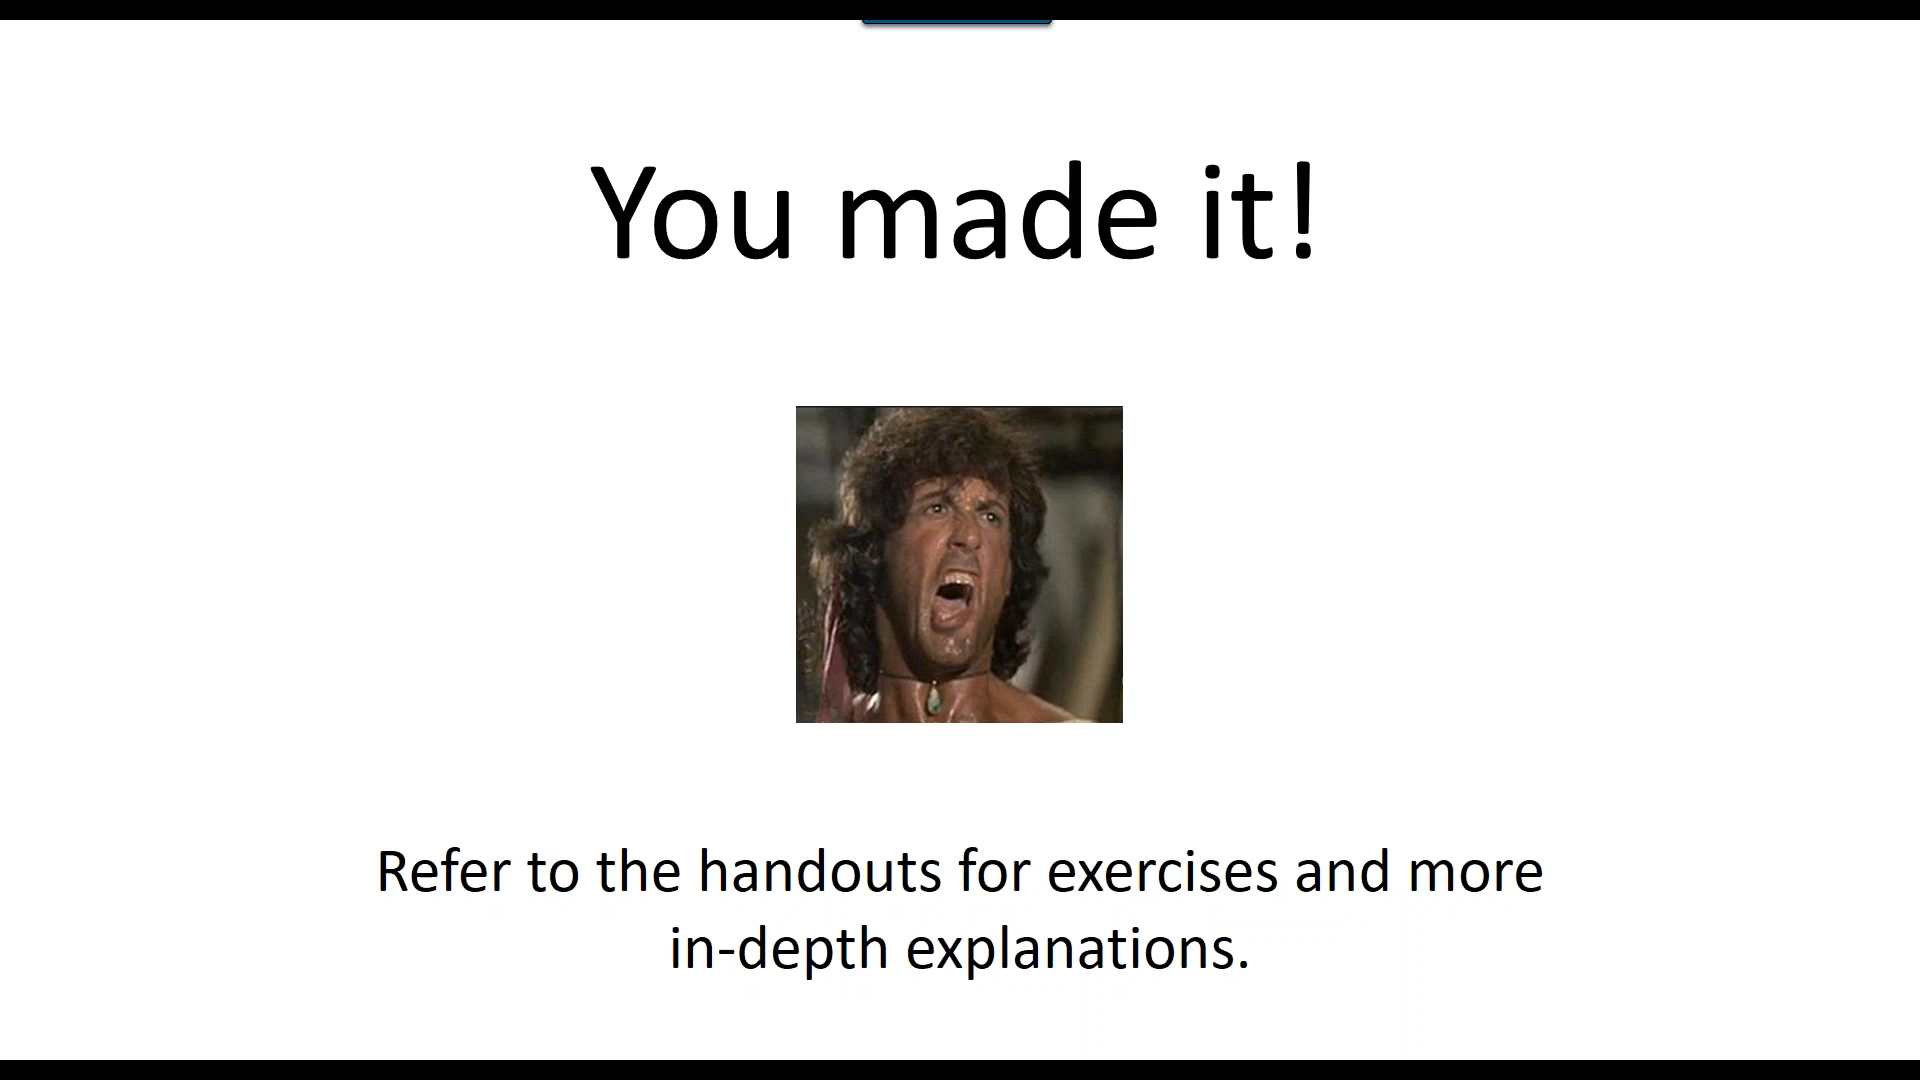 You made it!
Refer to the handouts for exercises and more
in-depth explanations.